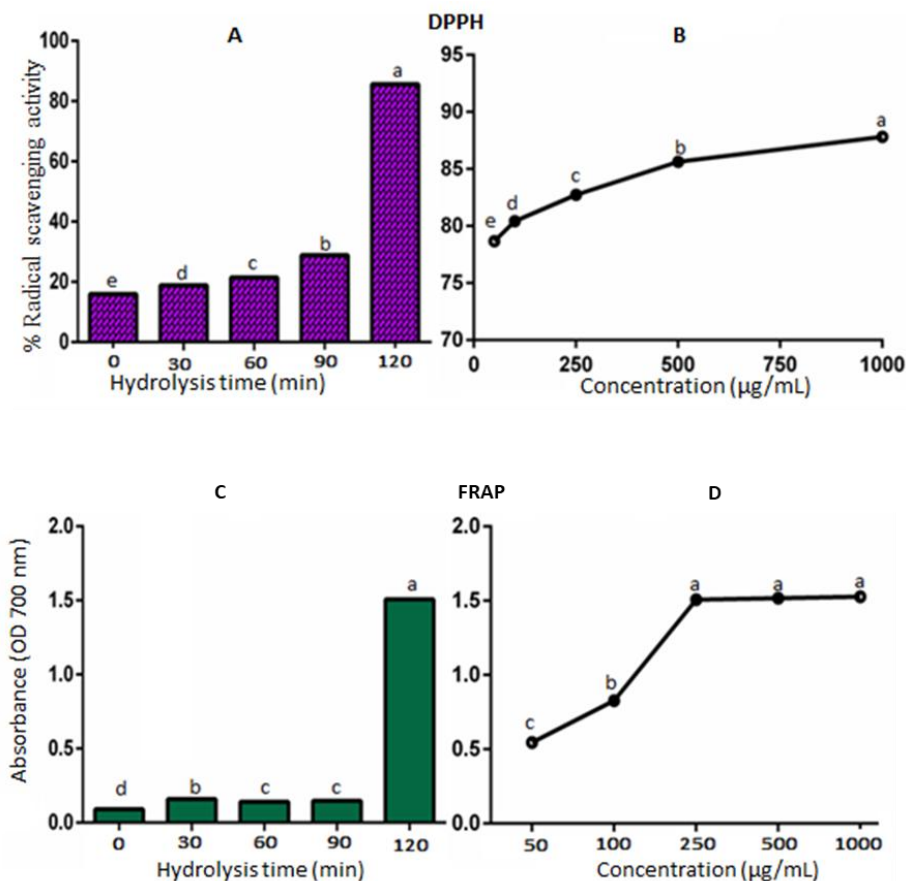 DPPH
A
% Radical scavenging activity
100
80
60
40
20
0
e
d
c
b
a
0 30 60 90 120
Hydrolysis time (min)
B
95
90
85
80
75
70
e
d
c
b
a
0 250 500 750 1000
Concentration (µg/mL)
FRAP
C
Absorbance (OD 700 nm)
2.0
1.5
1.0
0.5
0.0
d
b
c
c
a
0 30 60 90 120
Hydrolysis time (min)
D
2.0
1.5
1.0
0.5
0.0
c
b
a
a
a
50 100 250 500 1000
Concentration (µg/mL)